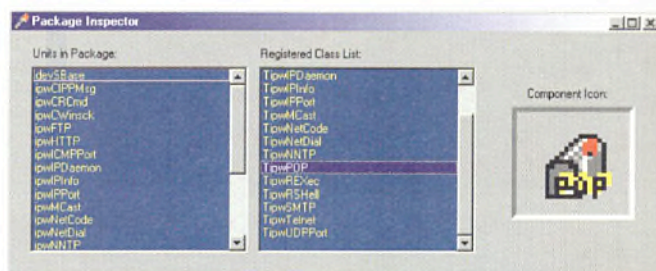 Package Inspector
Units in Package:
idevSBase
ipwCIPPMsg
ipwCRCmd
ipwCWinsck
ipwFTP
ipwHTTP
ipwICMPPort
ipwIPDaemon
ipwIPInfo
ipwIPPort
ipwMCast
ipwNetCode
ipwNetDial
ipwNNTP
Registered Class List:
TipwIPDaemon
TipwIPInfo
TipwIPPort
TipwMCast
TipwNetCode
TipwNetDial
TipwNNTP
TipwPOP
TipwRExec
TipwRSHell
TipwSMTP
TipwTelnet
TipwUDPPort
Component Icon:
POP